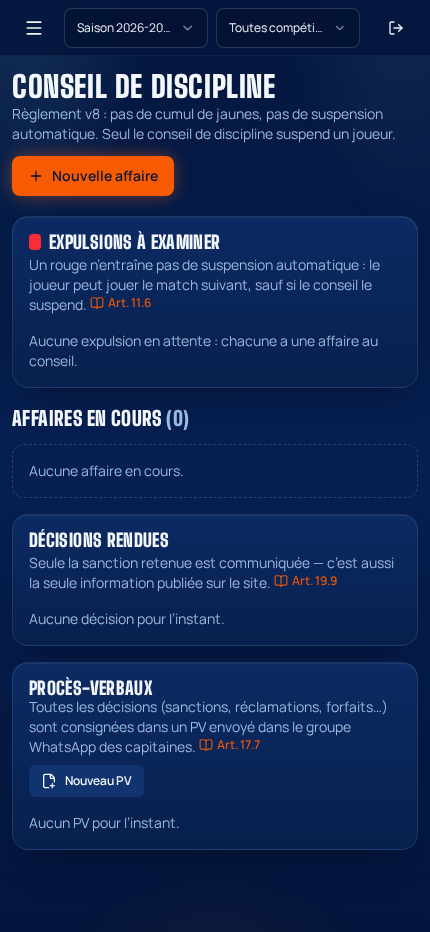 Saison 2026-20...
Toutes compéti...
CONSEIL DE DISCIPLINE
Règlement v8 : pas de cumul de jaunes, pas de suspension
automatique. Seul le conseil de discipline suspend un joueur.
Nouvelle affaire
EXPULSIONS À EXAMINER
Un rouge n'entraîne pas de suspension automatique : le
joueur peut jouer le match suivant, sauf si le conseil le
suspend. Art. 11.6
Aucune expulsion en attente : chacune a une affaire au
conseil.
AFFAIRES EN COURS (0)
Aucune affaire en cours.
DÉCISIONS RENDUES
Seule la sanction retenue est communiquée — c'est aussi
la seule information publiée sur le site. Art. 19.9
Aucune décision pour l'instant.
PROCÈS-VERBAUX
Toutes les décisions (sanctions, réclamations, forfaits…)
sont consignées dans un PV envoyé dans le groupe
WhatsApp des capitaines. Art. 17.7
Nouveau PV
Aucun PV pour l'instant.